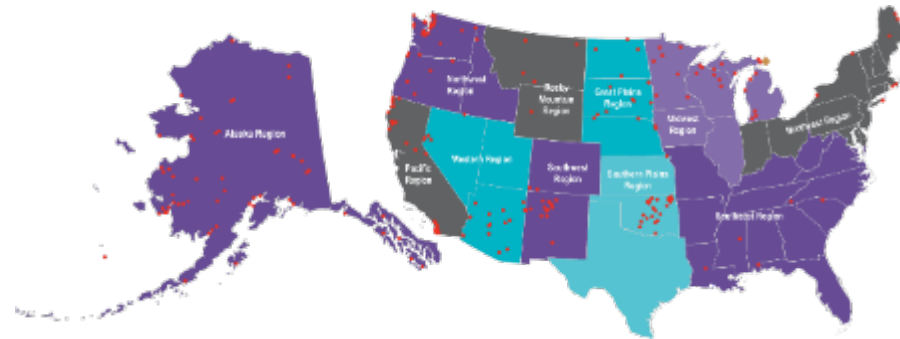 Alaska Region
Northwest
Region
Rocky
Mountain
Region
Great Plains
Region
Midwest
Region
Northeast Region
Pacific
Region
Western Region
Southwest
Region
Southern Plains
Region
Southeast Region